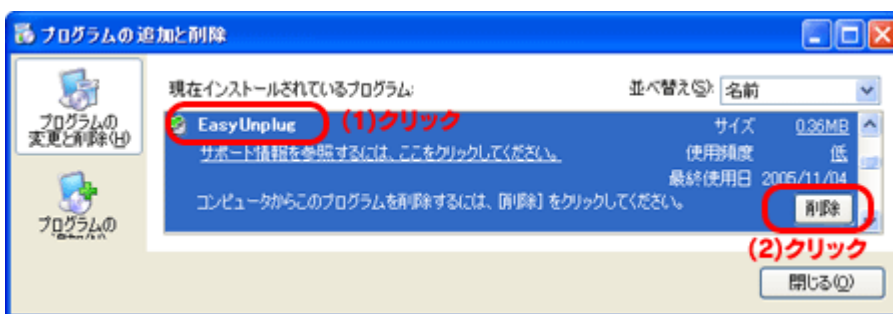 プログラムの追加と削除
プログラムの
変更と削除(H)
現在インストールされているプログラム:
並べ替え(S): 名前
EasyUnplug
(1)クリック
サイズ 0.36MB
サポート情報を参照するには、ここをクリックしてください。
使用頻度 低
最終使用日 2005/11/04
コンピュータからこのプログラムを削除するには、[削除] をクリックしてください。
削除
プログラムの
(2)クリック
閉じる(O)